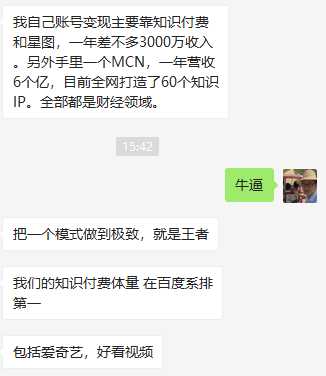 我自己账号变现主要靠知识付费
和星图，一年差不多3000万收入
。另外手里一个MCN，一年营收
6个亿，目前全网打造了60个知识
IP。全部都是财经领域。
15:42
牛逼
把一个模式做到极致，就是王者
我们的知识付费体量 在百度系排
第一
包括爱奇艺，好看视频